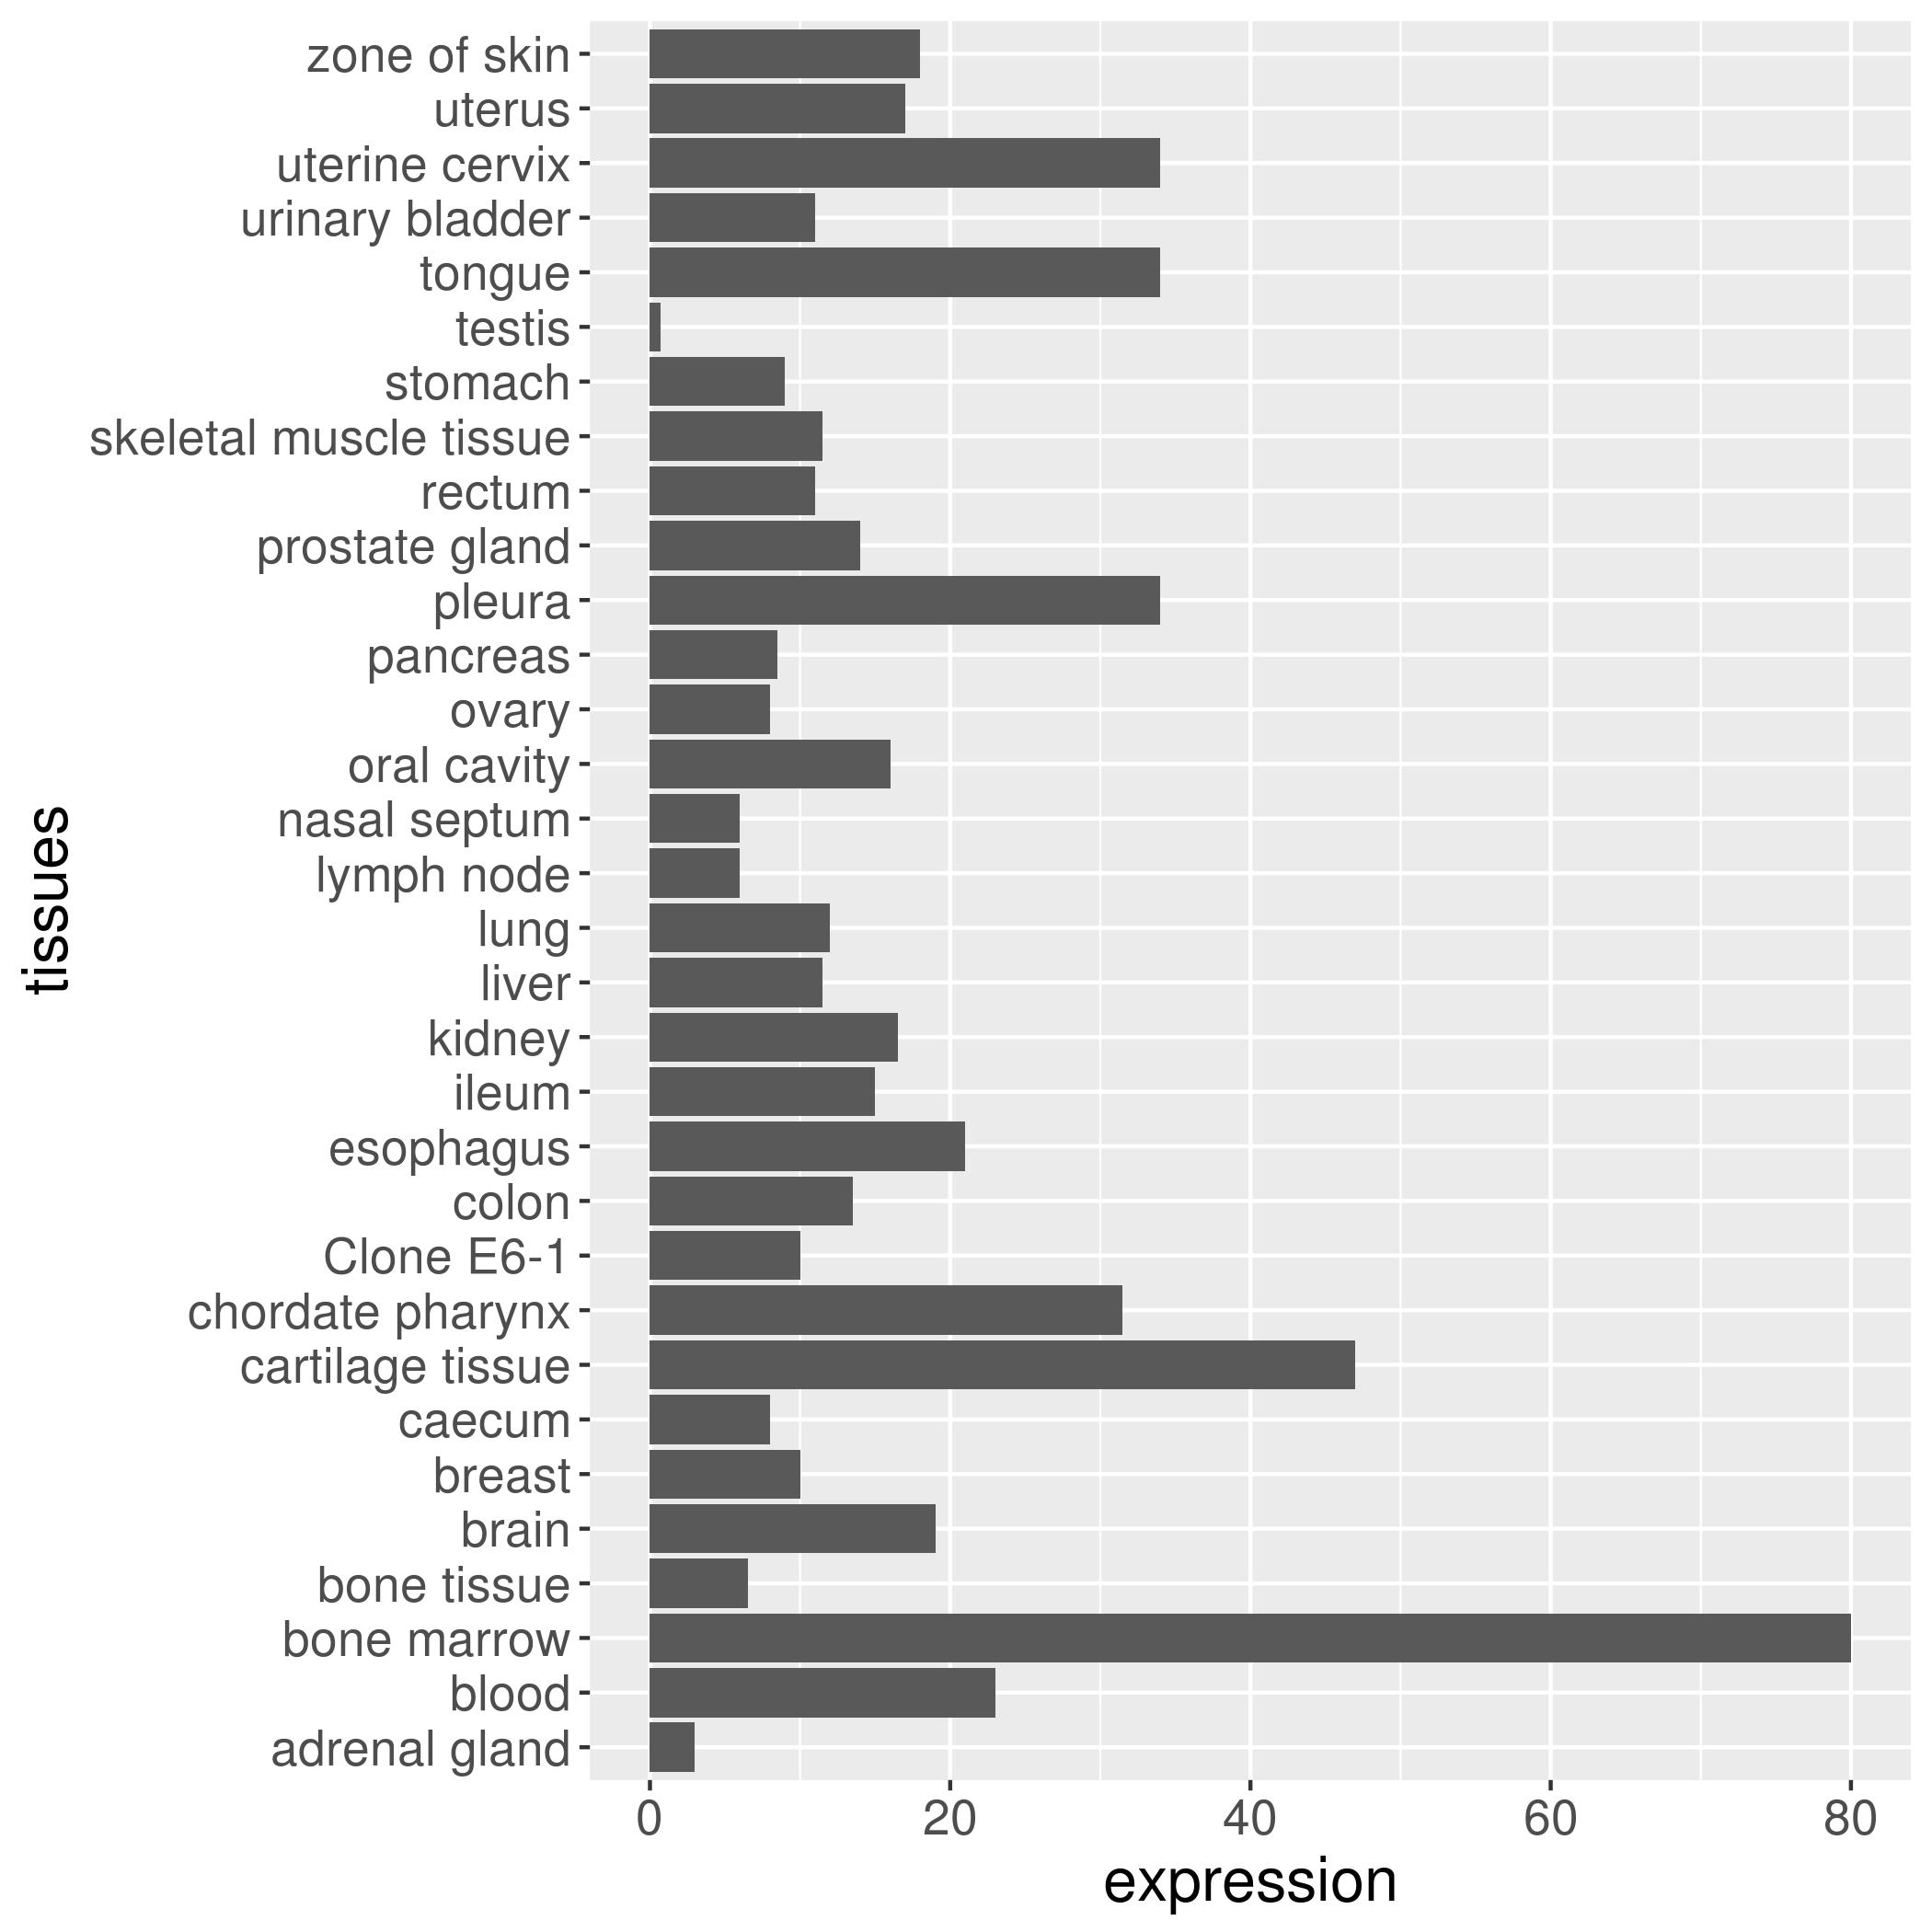 zone of skin
uterus
uterine cervix
urinary bladder
tongue
testis
stomach
skeletal muscle tissue
rectum
prostate gland
pleura
pancreas
ovary
oral cavity
nasal septum
lymph node
lung
liver
kidney
ileum
esophagus
colon
Clone E6-1
chordate pharynx
cartilage tissue
caecum
breast
brain
bone tissue
bone marrow
blood
adrenal gland
tissues
0 20 40 60 80
expression